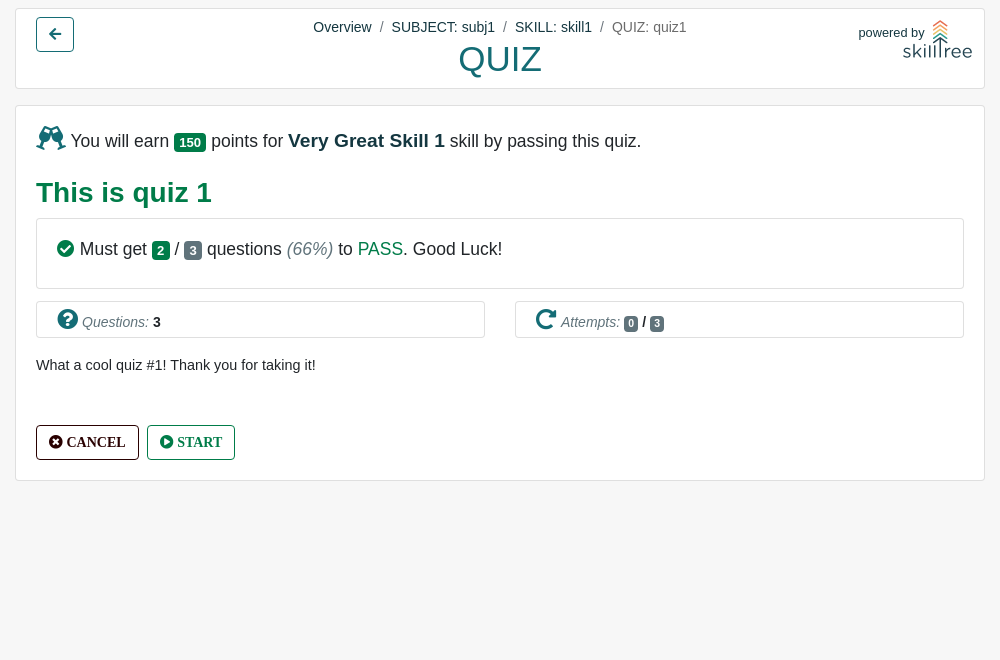 Overview / SUBJECT: subj1 / SKILL: skill1 / QUIZ: quiz1
QUIZ
powered by
skilltree
You will earn 150 points for Very Great Skill 1 skill by passing this quiz.
This is quiz 1
Must get 2 / 3 questions (66%) to PASS. Good Luck!
Questions: 3
Attempts: 0 / 3
What a cool quiz #1! Thank you for taking it!
CANCEL
START